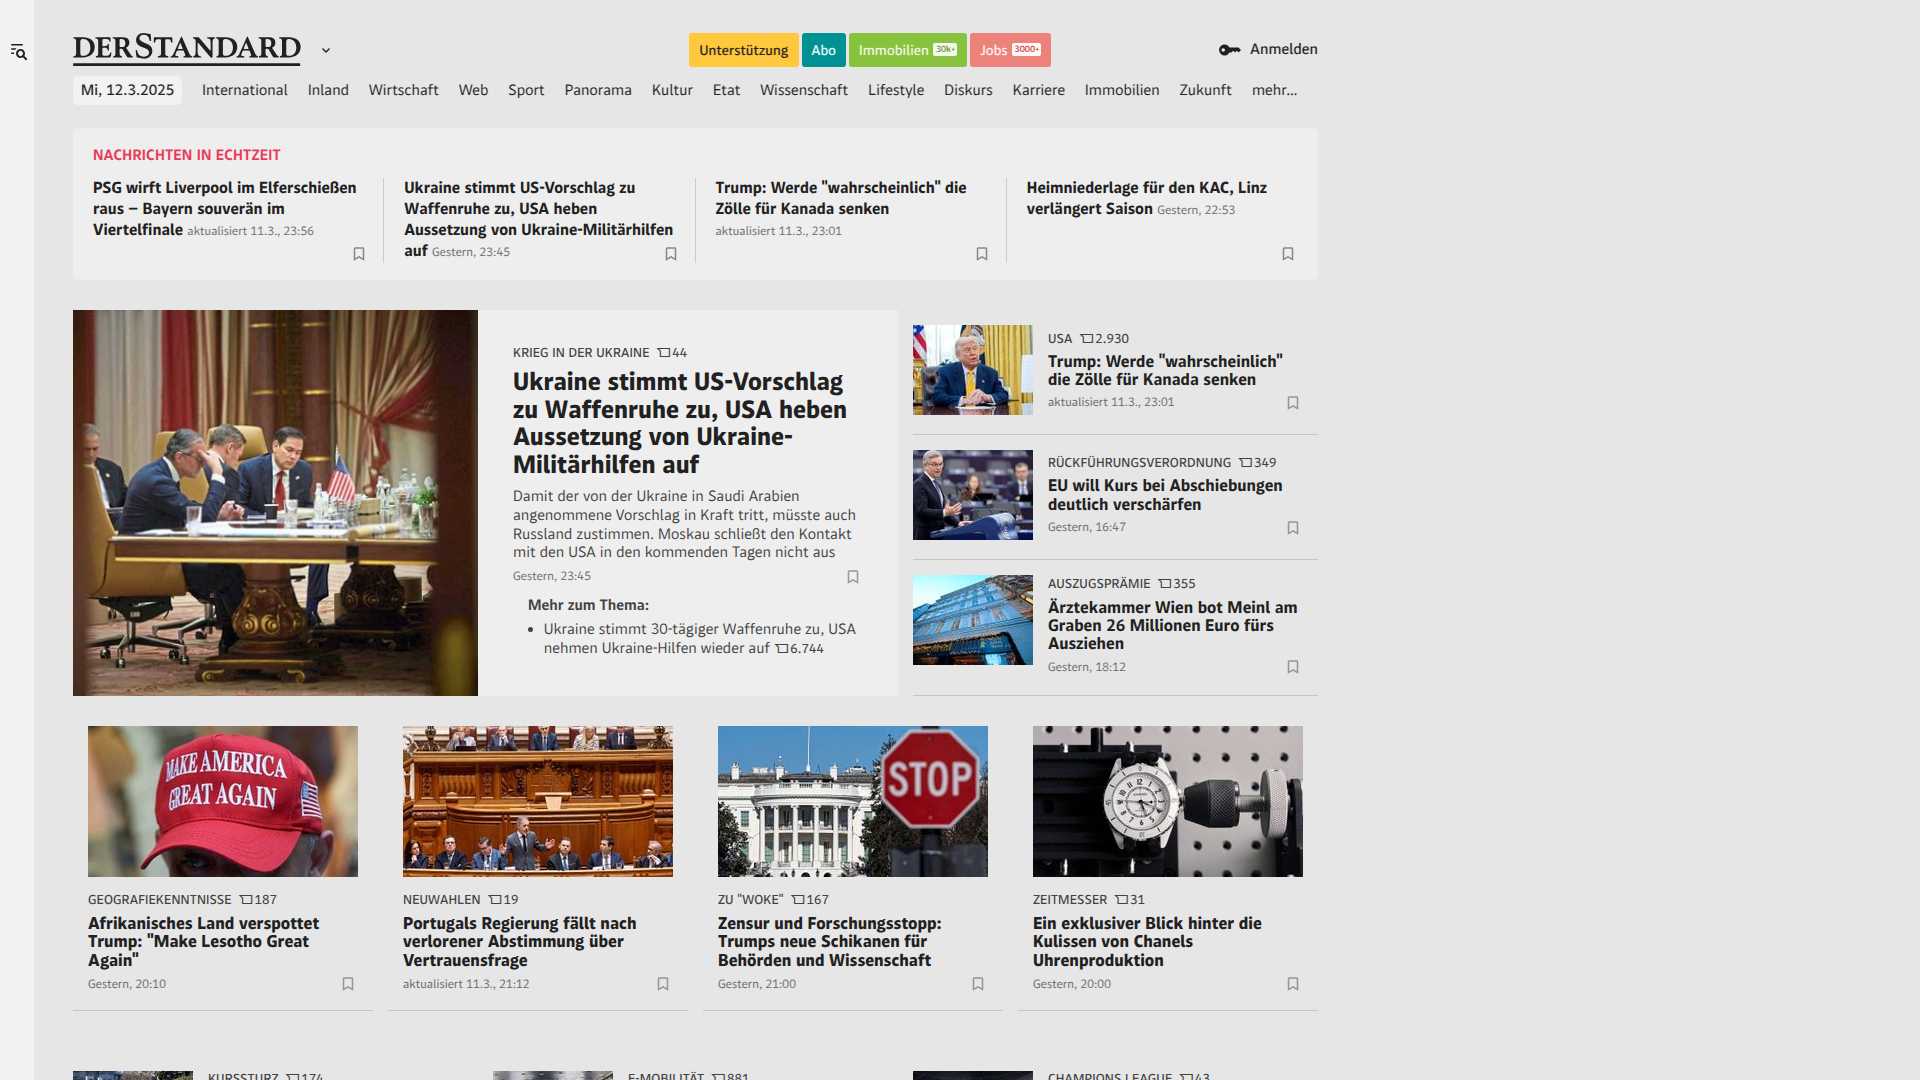 DERSTANDARD
Unterstützung
Abo
Immobilien 30k+
Jobs 3000+
Anmelden
Mi, 12.3.2025
International
Inland
Wirtschaft
Web
Sport
Panorama
Kultur
Etat
Wissenschaft
Lifestyle
Diskurs
Karriere
Immobilien
Zukunft
mehr...
NACHRICHTEN IN ECHTZEIT
PSG wirft Liverpool im Elferschießen
raus – Bayern souverän im
Viertelfinale aktualisiert 11.3., 23:56
Ukraine stimmt US-Vorschlag zu
Waffenruhe zu, USA heben
Aussetzung von Ukraine-Militärhilfen
auf Gestern, 23:45
Trump: Werde "wahrscheinlich" die
Zölle für Kanada senken
aktualisiert 11.3., 23:01
Heimniederlage für den KAC, Linz
verlängert Saison Gestern, 22:53
KRIEG IN DER UKRAINE 44
Ukraine stimmt US-Vorschlag
zu Waffenruhe zu, USA heben
Aussetzung von Ukraine-
Militärhilfen auf
Damit der von der Ukraine in Saudi Arabien
angenommene Vorschlag in Kraft tritt, müsste auch
Russland zustimmen. Moskau schließt den Kontakt
mit den USA in den kommenden Tagen nicht aus
Gestern, 23:45
Mehr zum Thema:
• Ukraine stimmt 30-tägiger Waffenruhe zu, USA
nehmen Ukraine-Hilfen wieder auf 6.744
USA 2.930
Trump: Werde "wahrscheinlich"
die Zölle für Kanada senken
aktualisiert 11.3., 23:01
RÜCKFÜHRUNGSVERORDNUNG 349
EU will Kurs bei Abschiebungen
deutlich verschärfen
Gestern, 16:47
AUSZUGSPRÄMIE 355
Ärztekammer Wien bot Meinl am
Graben 26 Millionen Euro fürs
Ausziehen
Gestern, 18:12
MAKE AMERICA
GREAT AGAIN
GEOGRAFIEKENNTNISSE 187
Afrikanisches Land verspottet
Trump: "Make Lesotho Great
Again"
Gestern, 20:10
NEUWAHLEN 19
Portugals Regierung fällt nach
verlorener Abstimmung über
Vertrauensfrage
aktualisiert 11.3., 21:12
STOP
ZU "WOKE" 167
Zensur und Forschungsstopp:
Trumps neue Schikanen für
Behörden und Wissenschaft
Gestern, 21:00
ZEITMESSER 31
Ein exklusiver Blick hinter die
Kulissen von Chanels
Uhrenproduktion
Gestern, 20:00
KURSSTURZ 174
E-MOBILITÄT 881
CHAMPIONS LEAGUE 43